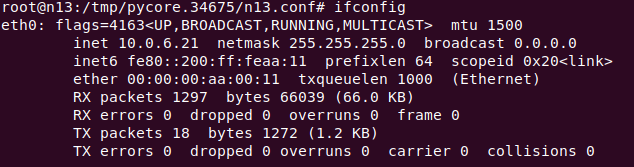 root@n13:/tmp/pycore.34675/n13.conf# ifconfig
eth0: flags=4163<UP,BROADCAST,RUNNING,MULTICAST>  mtu 1500
        inet 10.0.6.21  netmask 255.255.255.0  broadcast 0.0.0.0
        inet6 fe80::200:ff:feaa:11  prefixlen 64  scopeid 0x20<link>
        ether 00:00:00:aa:00:11  txqueuelen 1000  (Ethernet)
        RX packets 1297  bytes 66039 (66.0 KB)
        RX errors 0  dropped 0  overruns 0  frame 0
        TX packets 18  bytes 1272 (1.2 KB)
        TX errors 0  dropped 0 overruns 0  carrier 0  collisions 0